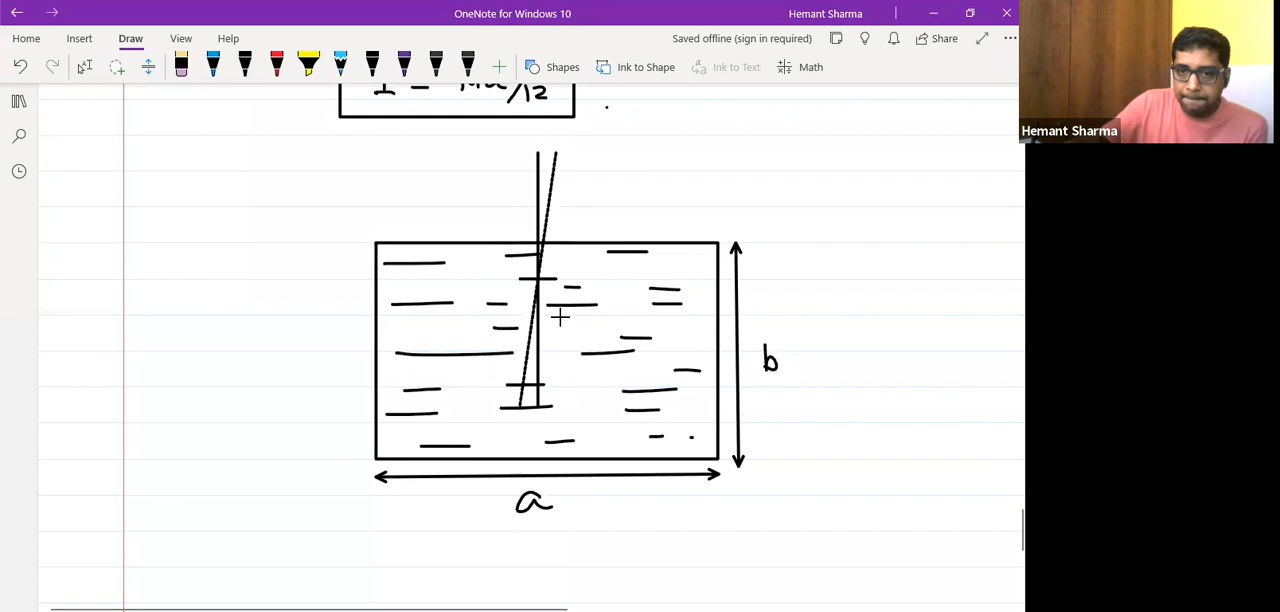 OneNote for Windows 10
Hemant Sharma
Home Insert Draw View Help
Saved offline (sign in required)
Share
Shapes
Ink to Shape
Ink to Text
Math
Hemant Sharma
I =
/12
b
a